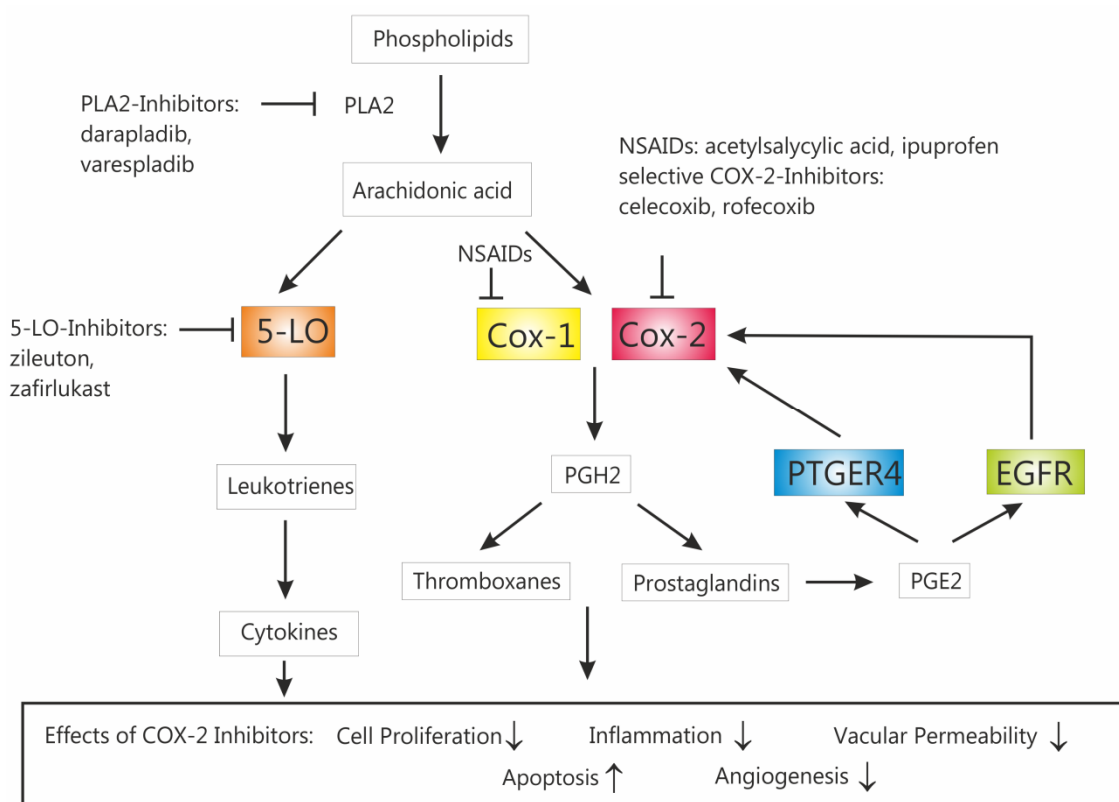 Phospholipids
PLA2-Inhibitors:
darapladib,
varespladib
PLA2
NSAIDs: acetylsalycylic acid, ipuprofen
selective COX-2-Inhibitors:
celecoxib, rofecoxib
Arachidonic acid
NSAIDs
5-LO-Inhibitors:
zileuton,
zafirlukast
5-LO
Cox-1
Cox-2
PTGER4
EGFR
Leukotrienes
PGH2
Thromboxanes
Prostaglandins
PGE2
Cytokines
Effects of COX-2 Inhibitors: Cell Proliferation ↓ Inflammation ↓ Vacular Permeability ↓
Apoptosis ↑ Angiogenesis ↓